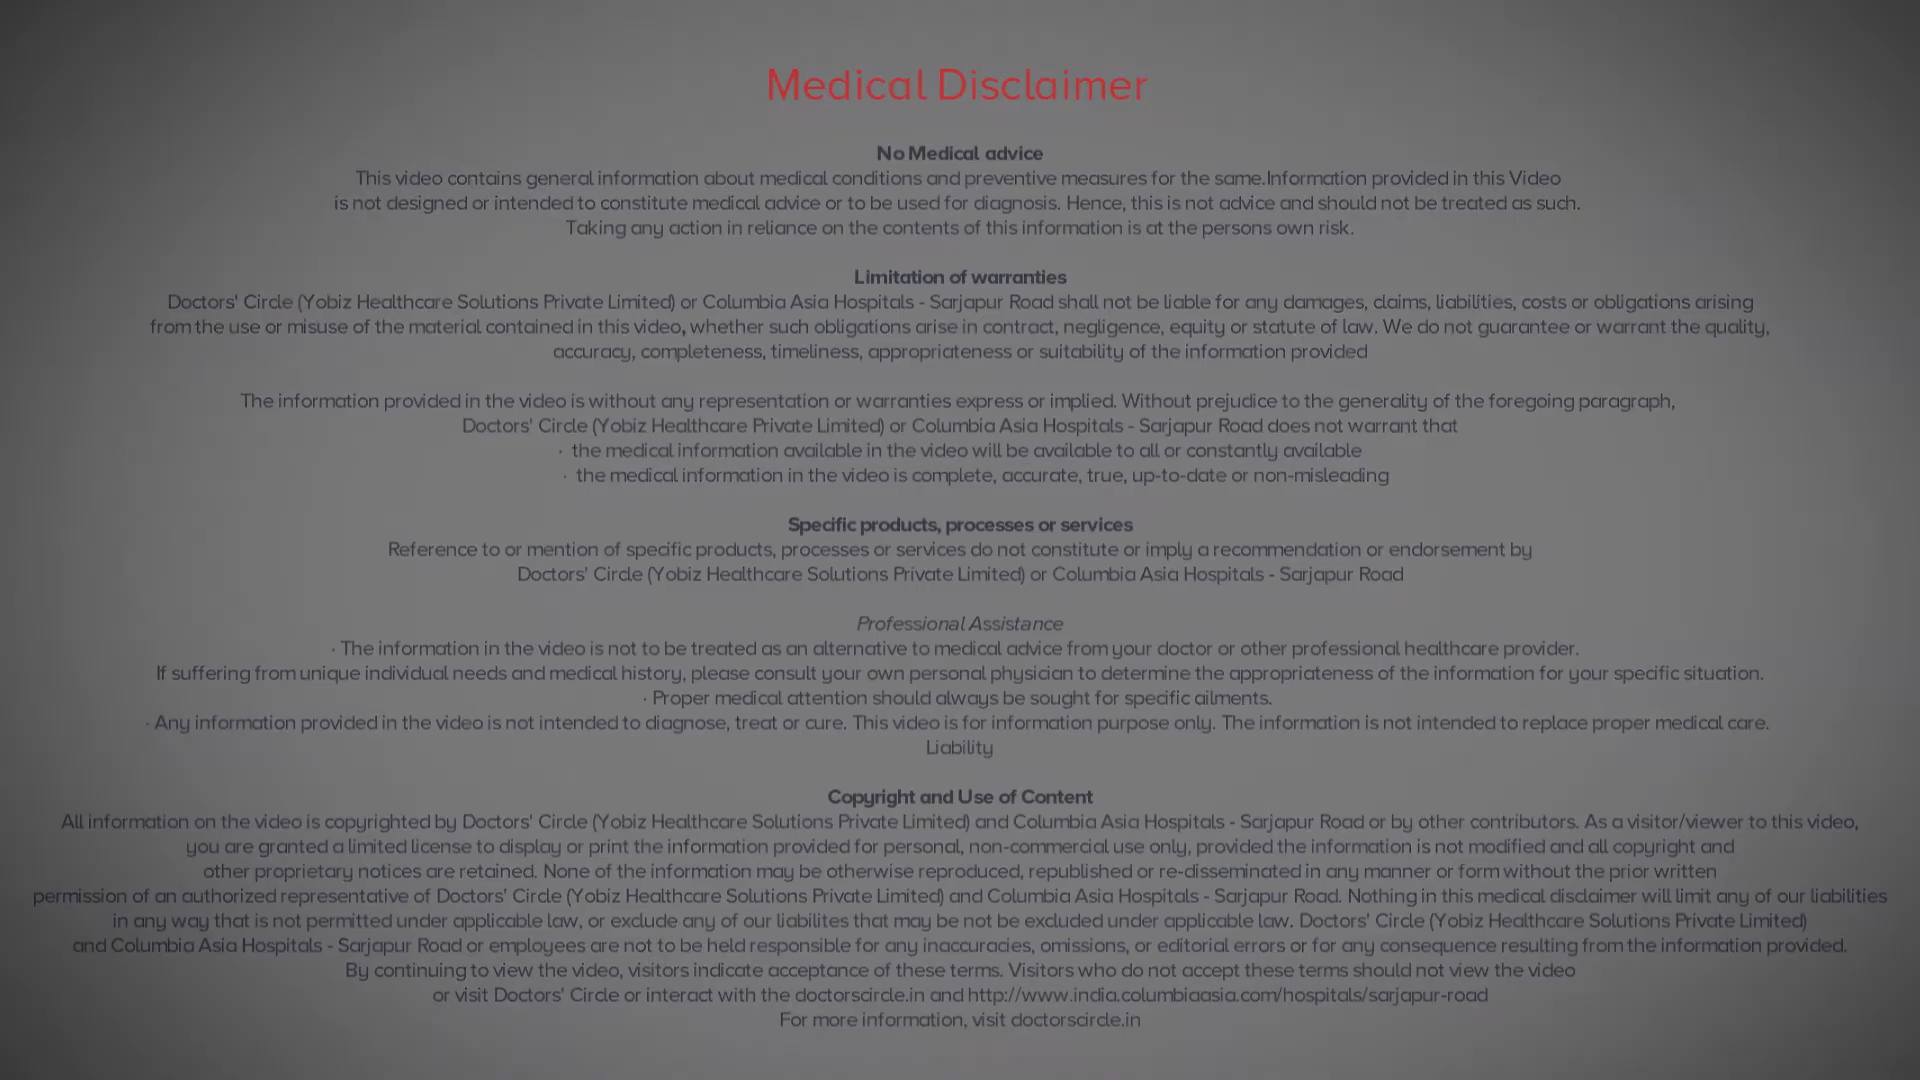 Medical Disclaimer
No Medical advice
This video contains general information about medical conditions and preventive measures for the same.Information provided in this Video
is not designed or intended to constitute medical advice or to be used for diagnosis. Hence, this is not advice and should not be treated as such.
Taking any action in reliance on the contents of this information is at the persons own risk.
Limitation of warranties
Doctors' Circle (Yobiz Healthcare Solutions Private Limited) or Columbia Asia Hospitals - Sarjapur Road shall not be liable for any damages, claims, liabilities, costs or obligations arising
from the use or misuse of the material contained in this video, whether such obligations arise in contract, negligence, equity or statute of law. We do not guarantee or warrant the quality,
accuracy, completeness, timeliness, appropriateness or suitability of the information provided
The information provided in the video is without any representation or warranties express or implied. Without prejudice to the generality of the foregoing paragraph,
Doctors' Circle (Yobiz Healthcare Private Limited) or Columbia Asia Hospitals - Sarjapur Road does not warrant that
· the medical information available in the video will be available to all or constantly available
· the medical information in the video is complete, accurate, true, up-to-date or non-misleading
Specific products, processes or services
Reference to or mention of specific products, processes or services do not constitute or imply a recommendation or endorsement by
Doctors' Circle (Yobiz Healthcare Solutions Private Limited) or Columbia Asia Hospitals - Sarjapur Road
Professional Assistance
· The information in the video is not to be treated as an alternative to medical advice from your doctor or other professional healthcare provider.
If suffering from unique individual needs and medical history, please consult your own personal physician to determine the appropriateness of the information for your specific situation.
· Proper medical attention should always be sought for specific ailments.
· Any information provided in the video is not intended to diagnose, treat or cure. This video is for information purpose only. The information is not intended to replace proper medical care.
Liability
Copyright and Use of Content
All information on the video is copyrighted by Doctors' Circle (Yobiz Healthcare Solutions Private Limited) and Columbia Asia Hospitals - Sarjapur Road or by other contributors. As a visitor/viewer to this video,
you are granted a limited license to display or print the information provided for personal, non-commercial use only, provided the information is not modified and all copyright and
other proprietary notices are retained. None of the information may be otherwise reproduced, republished or re-disseminated in any manner or form without the prior written
permission of an authorized representative of Doctors' Circle (Yobiz Healthcare Solutions Private Limited) and Columbia Asia Hospitals - Sarjapur Road. Nothing in this medical disclaimer will limit any of our liabilities
in any way that is not permitted under applicable law, or exclude any of our liabilites that may be not be excluded under applicable law. Doctors' Circle (Yobiz Healthcare Solutions Private Limited)
and Columbia Asia Hospitals - Sarjapur Road or employees are not to be held responsible for any inaccuracies, omissions, or editorial errors or for any consequence resulting from the information provided.
By continuing to view the video, visitors indicate acceptance of these terms. Visitors who do not accept these terms should not view the video
or visit Doctors' Circle or interact with the doctorscircle.in and http://www.india.columbiaasia.com/hospitals/sarjapur-road
For more information, visit doctorscircle.in